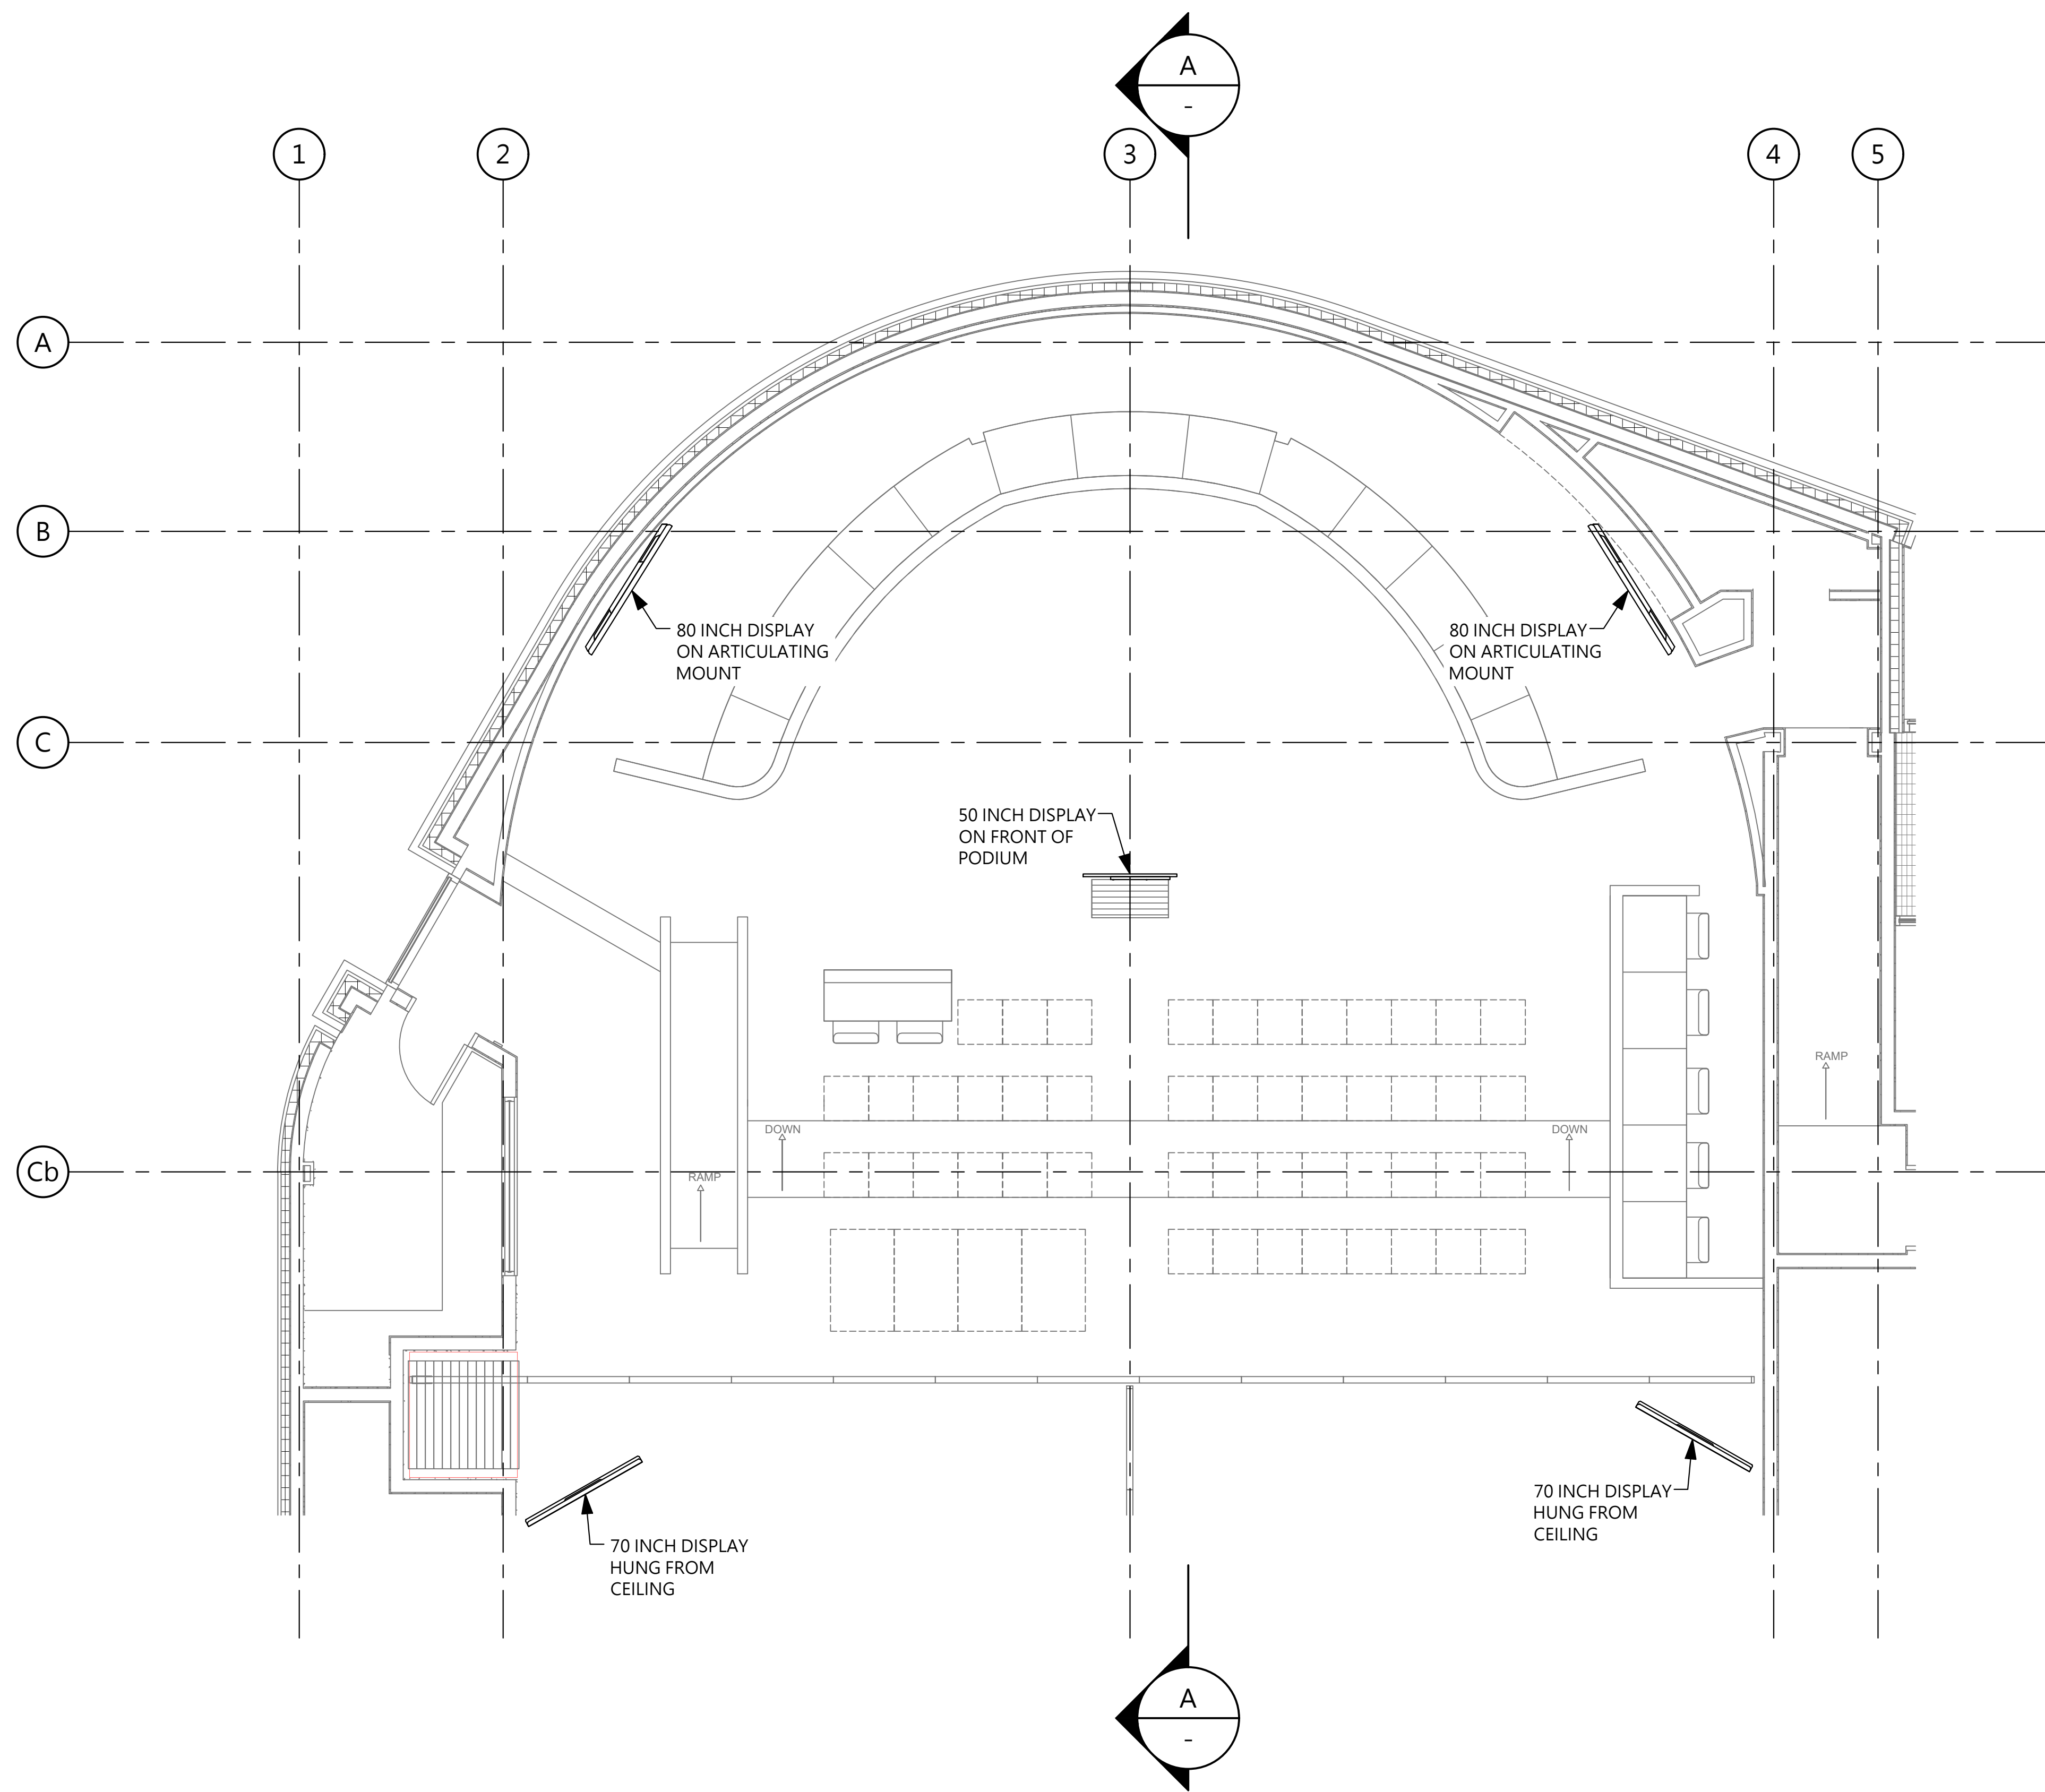 A
-
1
2
3
4
5
A
B
80 INCH DISPLAY
ON ARTICULATING
MOUNT
80 INCH DISPLAY
ON ARTICULATING
MOUNT
C
50 INCH DISPLAY
ON FRONT OF
PODIUM
RAMP
DOWN
DOWN
Cb
RAMP
70 INCH DISPLAY
HUNG FROM
CEILING
70 INCH DISPLAY
HUNG FROM
CEILING
A
-